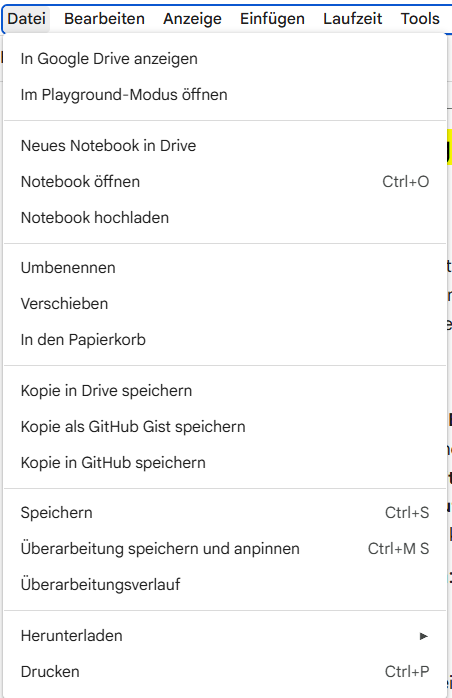 Datei Bearbeiten Anzeige Einfügen Laufzeit Tools
In Google Drive anzeigen
Im Playground-Modus öffnen
Neues Notebook in Drive
Notebook öffnen Ctrl+O
Notebook hochladen
Umbenennen
Verschieben
In den Papierkorb
Kopie in Drive speichern
Kopie als GitHub Gist speichern
Kopie in GitHub speichern
Speichern Ctrl+S
Überarbeitung speichern und anpinnen Ctrl+M S
Überarbeitungsverlauf
Herunterladen ►
Drucken Ctrl+P